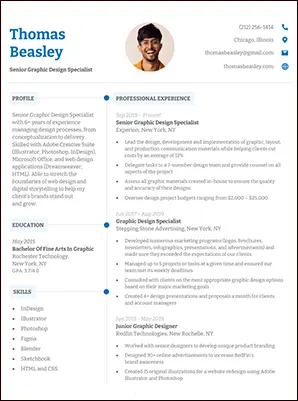 Thomas
Beasley
Senior Graphic Design Specialist
(212) 256-1414
Chicago, Illinois
thomasbeasley@gmail.com
thomasbeasley.com
PROFILE
Senior Graphic Design Specialist
with 6+ years of experience
managing design processes, from
conceptualization to delivery.
Skilled with Adobe Creative Suite
(Illustrator, Photoshop, InDesign),
Microsoft Office, and web-design
applications (Dreamweaver,
HTML). Able to stretch the
boundaries of web design and
digital storytelling to help my
client's brands stand out and
grow.
EDUCATION
May 2015
Bachelor Of Fine Arts In Graphic
Rochester Technology,
New York, NY
GPA: 3.7/4.0
SKILLS
InDesign
Illustrator
Photoshop
Figma
Blender
Sketchbook
HTML and CSS
PROFESSIONAL EXPERIENCE
Sep 2019 – Present
Senior Graphic Design Specialist
Experion, New York, NY
Lead the design, development and implementation of graphic, layout,
and production communication materials while helping clients cut
costs by an average of 12%
Delegate tasks to a 7-member design team and provide counsel on all
aspects of the project
Assess all graphic materials created in-house to ensure the quality
and accuracy of their designs
Oversee design project budgets ranging from $2,000 – $25,000
Jun 2017 – Aug 2019
Graphic Design Specialist
Stepping Stone Advertising, New York, NY
Developed numerous marketing programs (logos, brochures,
newsletters, infographics, presentations, and advertisements) and
made sure they exceeded the expectations of our clients
Managed up to 5 projects or tasks at a given time and ensured our
team met its weekly deadlines
Consulted with clients on the most appropriate graphic design options
based on their major marketing goals
Created 4+ design presentations and proposals a month for clients
and account managers
Jun 2015 – May 2019
Junior Graphic Designer
Redfin Technologies, New Rochelle, NY
Worked with senior designers to develop unique product branding
Designed 30+ online advertisements to increase RedFin's
brand awareness
Created 15 original illustrations for a website redesign using Adobe
Illustrator and Photoshop